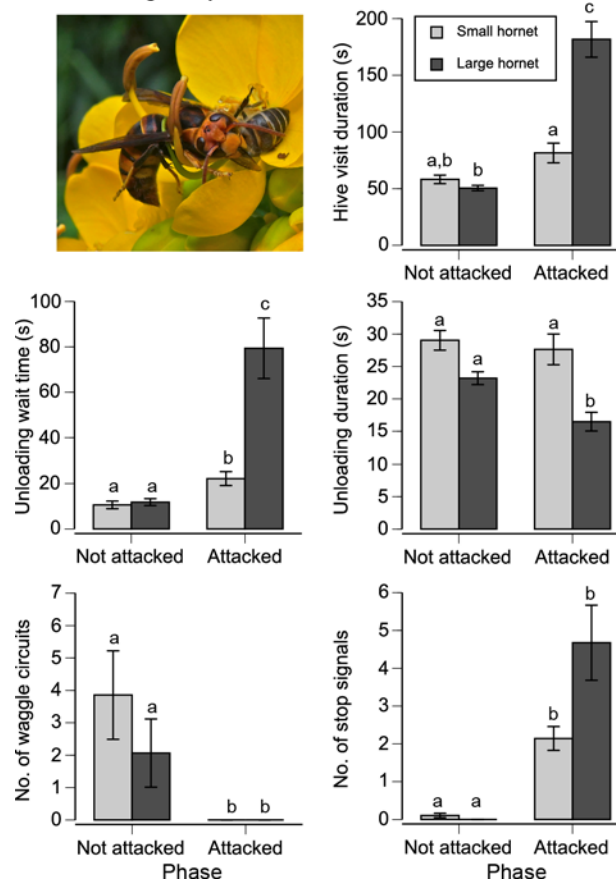 Hive visit duration (s)
200
150
100
50
0
Small hornet
Large hornet
a,b
b
a
c
Not attacked
Attacked
Unloading wait time (s)
100
80
60
40
20
0
a
a
b
c
Not attacked
Attacked
Unloading duration (s)
35
30
25
20
15
10
5
0
a
a
a
b
Not attacked
Attacked
No. of waggle circuits
7
6
5
4
3
2
1
0
a
a
b
b
Not attacked
Attacked
Phase
No. of stop signals
6
5
4
3
2
1
0
a
a
b
b
Not attacked
Attacked
Phase